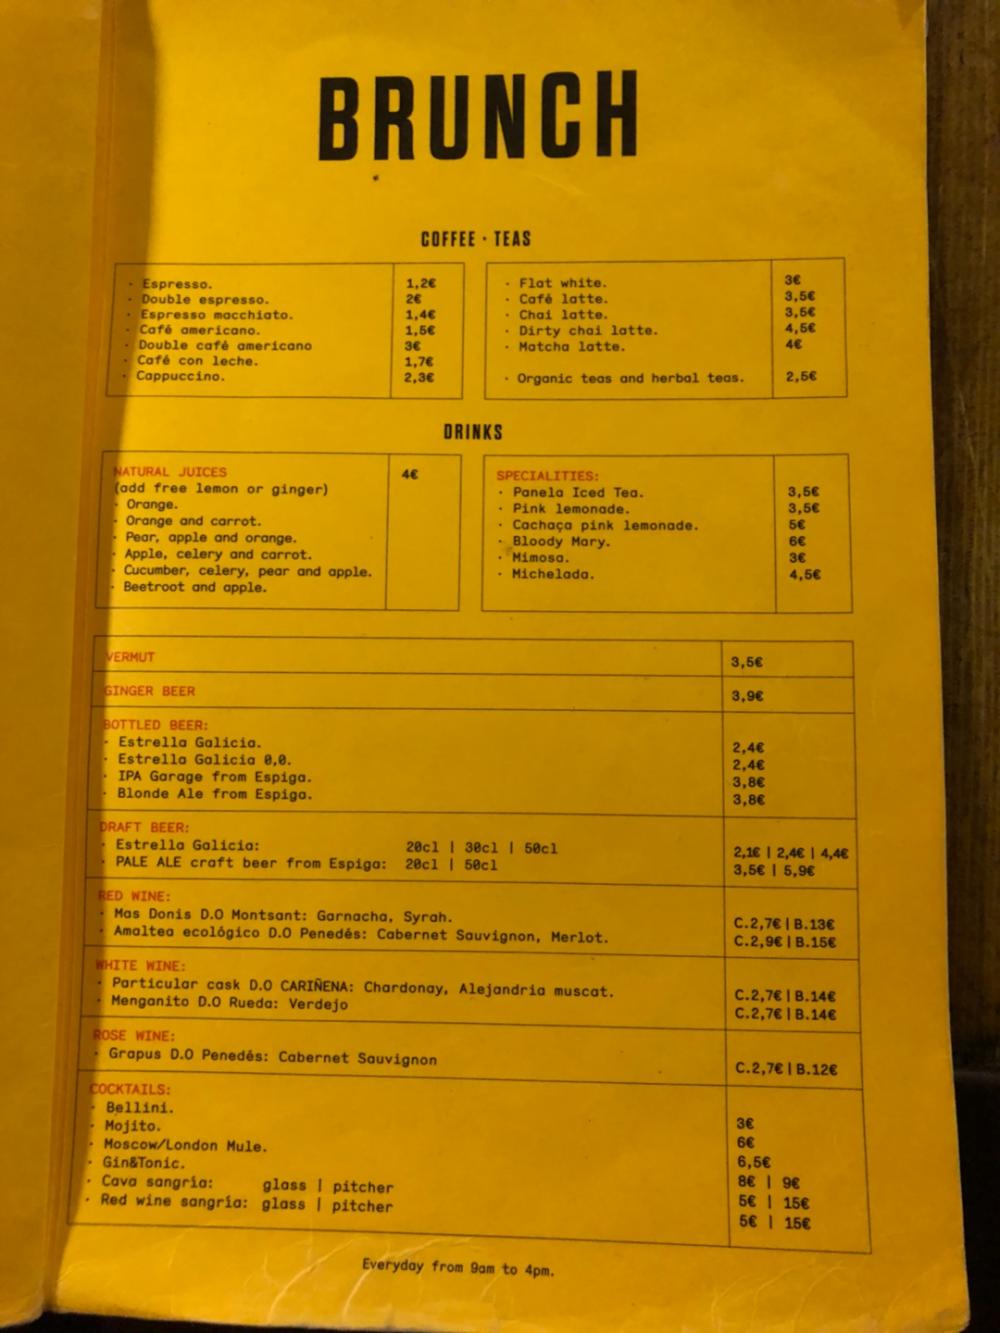 BRUNCH
COFFEE · TEAS
· Espresso. 1,2€
· Double espresso. 2€
· Espresso macchiato. 1,4€
· Café americano. 1,5€
· Double café americano 3€
· Café con leche. 1,7€
· Cappuccino. 2,3€
· Flat white. 3€
· Café latte. 3,5€
· Chai latte. 3,5€
· Dirty chai latte. 4,5€
· Matcha latte. 4€
· Organic teas and herbal teas. 2,5€
DRINKS
NATURAL JUICES 4€
(add free lemon or ginger)
· Orange.
· Orange and carrot.
· Pear, apple and orange.
· Apple, celery and carrot.
· Cucumber, celery, pear and apple.
· Beetroot and apple.
SPECIALITIES:
· Panela Iced Tea. 3,5€
· Pink lemonade. 3,5€
· Cachaça pink lemonade. 5€
· Bloody Mary. 6€
· Mimosa. 3€
· Michelada. 4,5€
VERMUT 3,5€
GINGER BEER 3,9€
BOTTLED BEER:
· Estrella Galicia. 2,4€
· Estrella Galicia 0,0. 2,4€
· IPA Garage from Espiga. 3,8€
· Blonde Ale from Espiga. 3,8€
DRAFT BEER:
· Estrella Galicia: 20cl | 30cl | 50cl 2,1€ | 2,4€ | 4,4€
· PALE ALE craft beer from Espiga: 20cl | 50cl 3,5€ | 5,9€
RED WINE:
· Mas Donis D.O Montsant: Garnacha, Syrah. C.2,7€ | B.13€
· Amaltea ecológico D.O Penedés: Cabernet Sauvignon, Merlot. C.2,9€ | B.15€
WHITE WINE:
· Particular cask D.O CARIÑENA: Chardonay, Alejandria muscat. C.2,7€ | B.14€
· Menganito D.O Rueda: Verdejo C.2,7€ | B.14€
ROSE WINE:
· Grapus D.O Penedés: Cabernet Sauvignon C.2,7€ | B.12€
COCKTAILS:
· Bellini. 3€
· Mojito. 6€
· Moscow/London Mule. 6,5€
· Gin&Tonic. 8€ | 9€
· Cava sangría: glass | pitcher 5€ | 15€
· Red wine sangría: glass | pitcher 5€ | 15€
Everyday from 9am to 4pm.